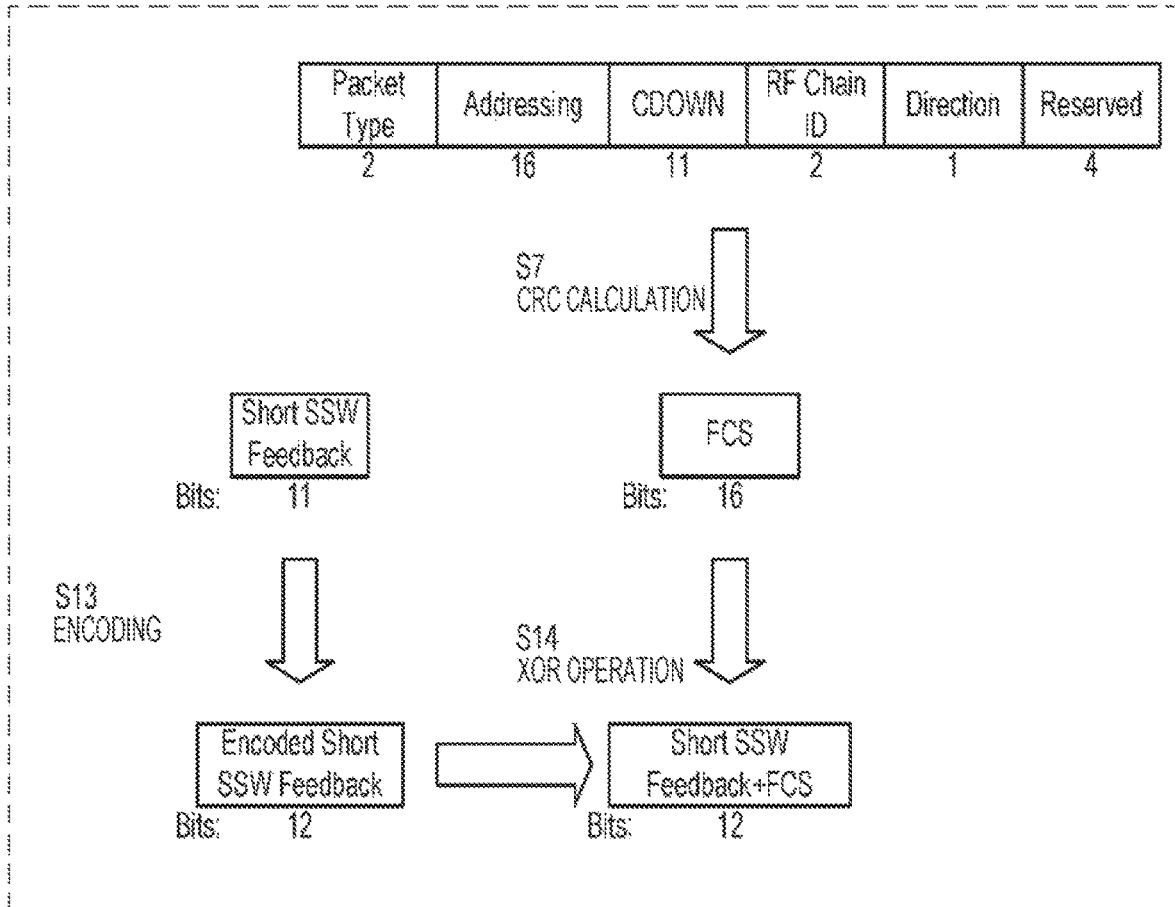 Packet Type
Addressing
CDOWN
RF Chain ID
Direction
Reserved
2
16
11
2
1
4
S7
CRC CALCULATION
Short SSW
Feedback
Bits: 11
FCS
Bits: 16
S13
ENCODING
S14
XOR OPERATION
Encoded Short
SSW Feedback
Bits: 12
Short SSW
Feedback+FCS
Bits: 12